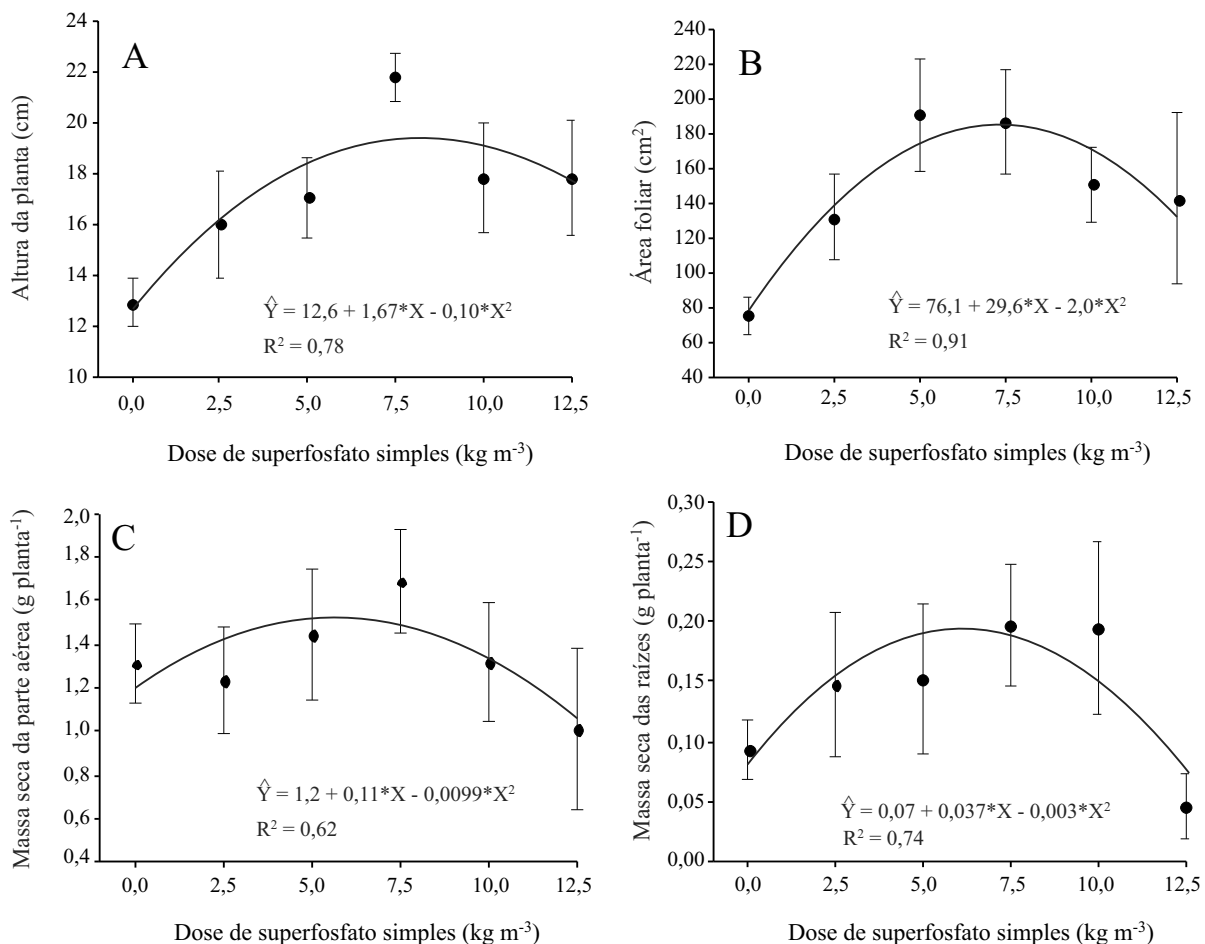 A
Altura da planta (cm)
24
22
20
18
16
14
12
10
Ŷ = 12,6 + 1,67*X - 0,10*X²
R² = 0,78
0,0 2,5 5,0 7,5 10,0 12,5
Dose de superfosfato simples (kg m⁻³)
B
Área foliar (cm²)
240
220
200
180
160
140
120
100
80
60
40
Ŷ = 76,1 + 29,6*X - 2,0*X²
R² = 0,91
0,0 2,5 5,0 7,5 10,0 12,5
Dose de superfosfato simples (kg m⁻³)
C
Massa seca da parte aérea (g planta⁻¹)
2,0
1,8
1,6
1,4
1,2
1,0
0,8
0,6
0,4
Ŷ = 1,2 + 0,11*X - 0,0099*X²
R² = 0,62
0,0 2,5 5,0 7,5 10,0 12,5
Dose de superfosfato simples (kg m⁻³)
D
Massa seca das raízes (g planta⁻¹)
0,30
0,25
0,20
0,15
0,10
0,05
0,00
Ŷ = 0,07 + 0,037*X - 0,003*X²
R² = 0,74
0,0 2,5 5,0 7,5 10,0 12,5
Dose de superfosfato simples (kg m⁻³)